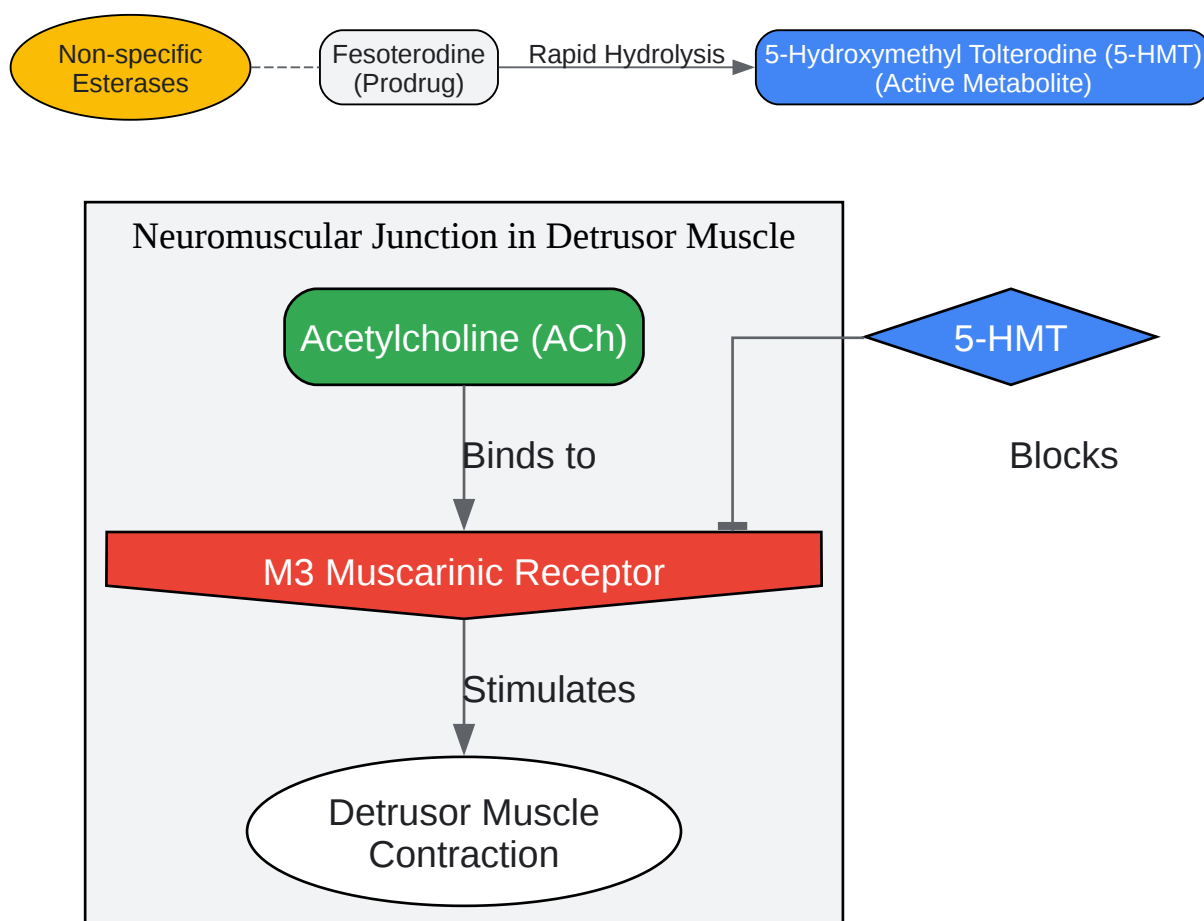 Non-specific
Esterases
Fesoterodine
(Prodrug)
Rapid Hydrolysis
5-Hydroxymethyl Tolterodine (5-HMT)
(Active Metabolite)
Neuromuscular Junction in Detrusor Muscle
Acetylcholine (ACh)
5-HMT
Binds to
Blocks
M3 Muscarinic Receptor
Stimulates
Detrusor Muscle
Contraction